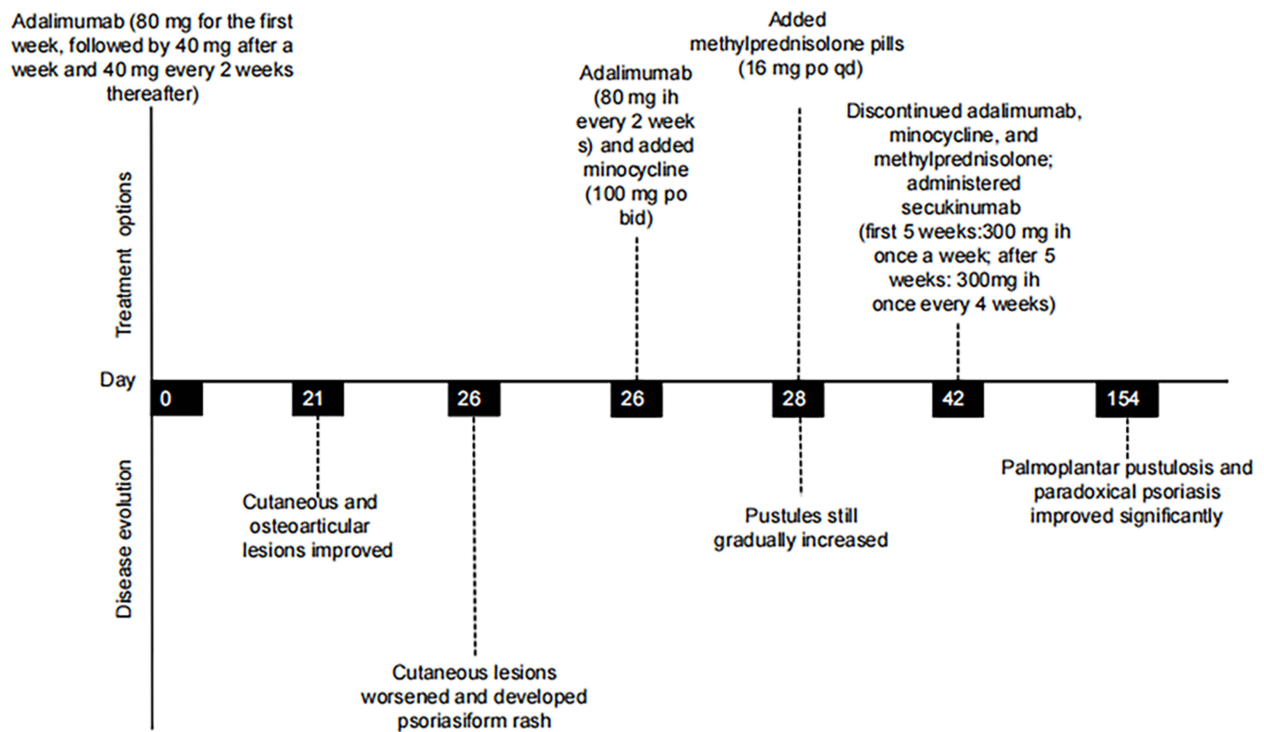 Adalimumab (80 mg for the first
week, followed by 40 mg after a
week and 40 mg every 2 weeks
thereafter)
Adalimumab
(80 mg ih
every 2 week
s) and added
minocycline
(100 mg po
bid)
Added
methylprednisolone pills
(16 mg po qd)
Discontinued adalimumab,
minocycline, and
methylprednisolone;
administered
secukinumab
(first 5 weeks:300 mg ih
once a week; after 5
weeks: 300mg ih
once every 4 weeks)
Treatment options
Day
0
21
26
26
28
42
154
Disease evolution
Cutaneous and
osteoarticular
lesions improved
Cutaneous lesions
worsened and developed
psoriasiform rash
Pustules still
gradually increased
Palmoplantar pustulosis and
paradoxical psoriasis
improved significantly